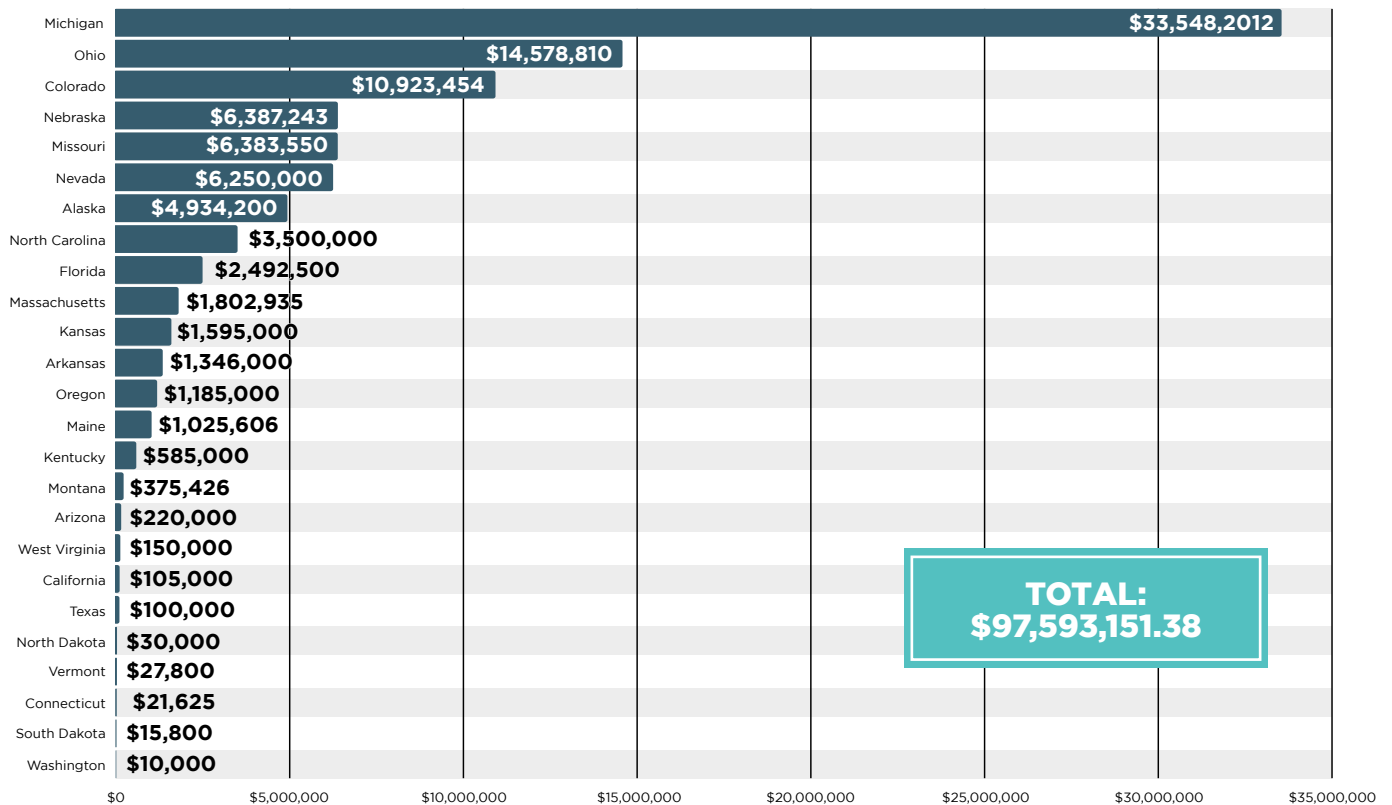 Michigan $33,548,2012
Ohio $14,578,810
Colorado $10,923,454
Nebraska $6,387,243
Missouri $6,383,550
Nevada $6,250,000
Alaska $4,934,200
North Carolina $3,500,000
Florida $2,492,500
Massachusetts $1,802,935
Kansas $1,595,000
Arkansas $1,346,000
Oregon $1,185,000
Maine $1,025,606
Kentucky $585,000
Montana $375,426
Arizona $220,000
West Virginia $150,000
California $105,000
Texas $100,000
North Dakota $30,000
Vermont $27,800
Connecticut $21,625
South Dakota $15,800
Washington $10,000
TOTAL:
$97,593,151.38
$0 $5,000,000 $10,000,000 $15,000,000 $20,000,000 $25,000,000 $30,000,000 $35,000,000